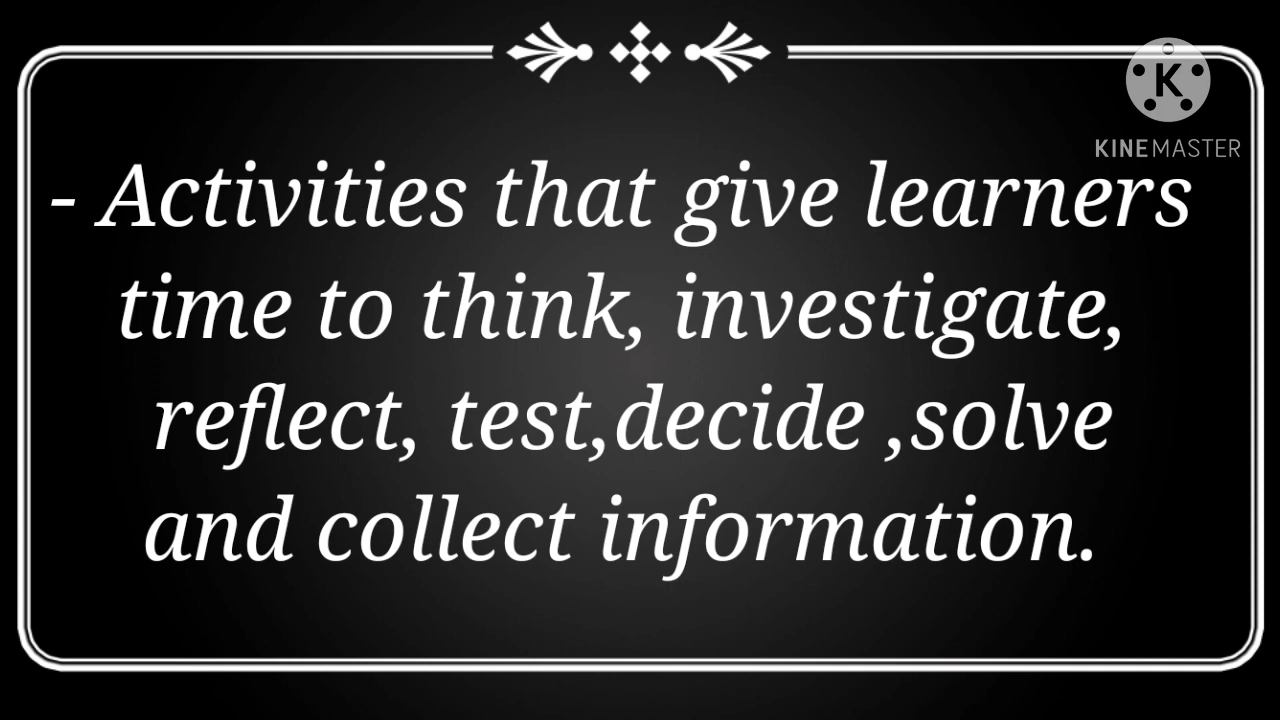 K
KINEMASTER
- Activities that give learners
time to think, investigate,
reflect, test,decide ,solve
and collect information.